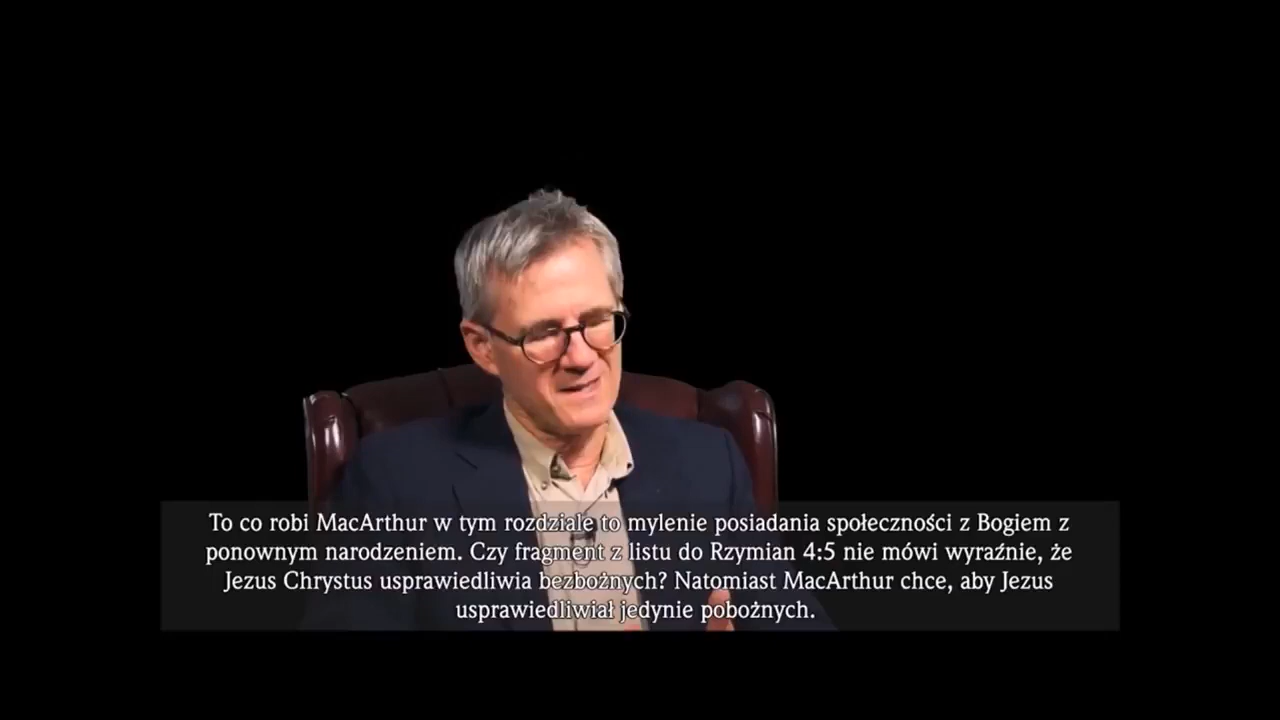 To co robi MacArthur w tym rozdziale to mylenie posiadania społeczności z Bogiem z
ponownym narodzeniem. Czy fragment z listu do Rzymian 4:5 nie mówi wyraźnie, że
Jezus Chrystus usprawiedliwia bezbożnych? Natomiast MacArthur chce, aby Jezus
usprawiedliwiał jedynie pobożnych.